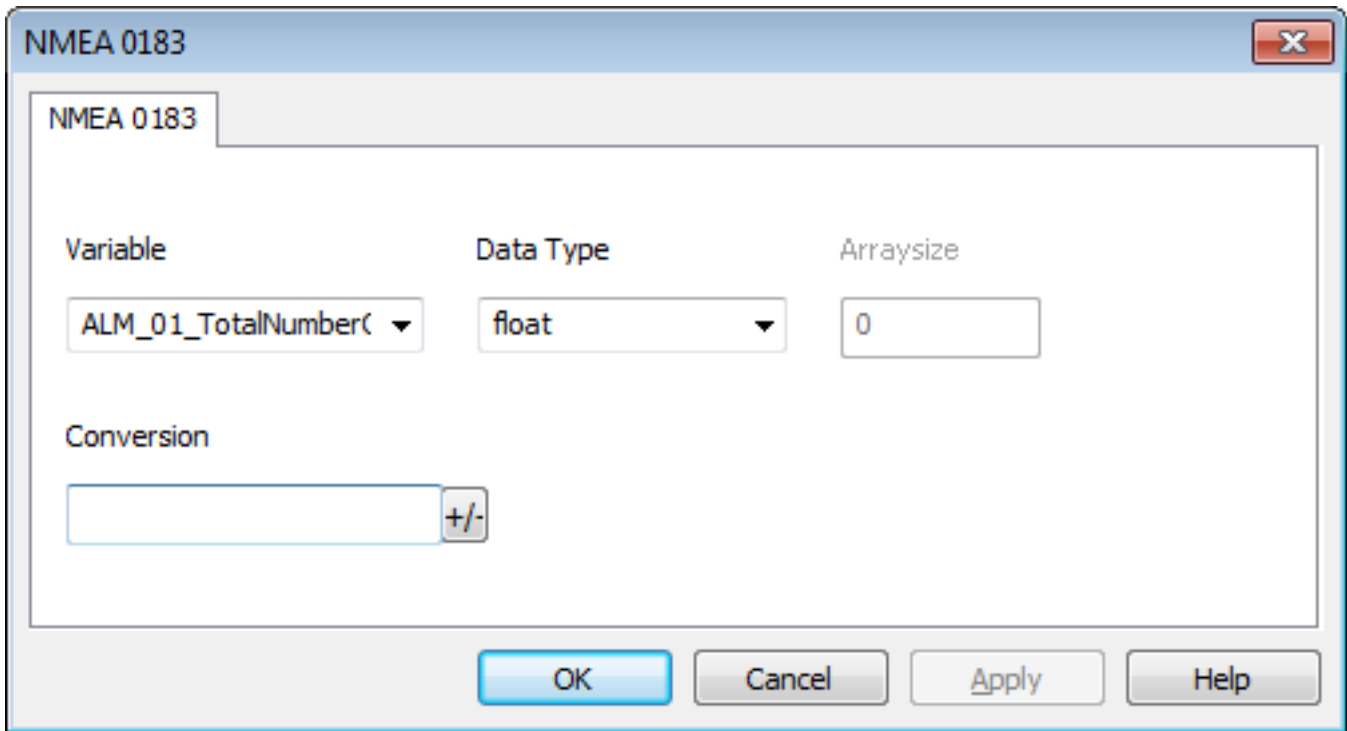 NMEA 0183
NMEA 0183
Variable Data Type Arraysize
ALM_01_TotalNumber( float 0
Conversion
+/-
OK Cancel Apply Help